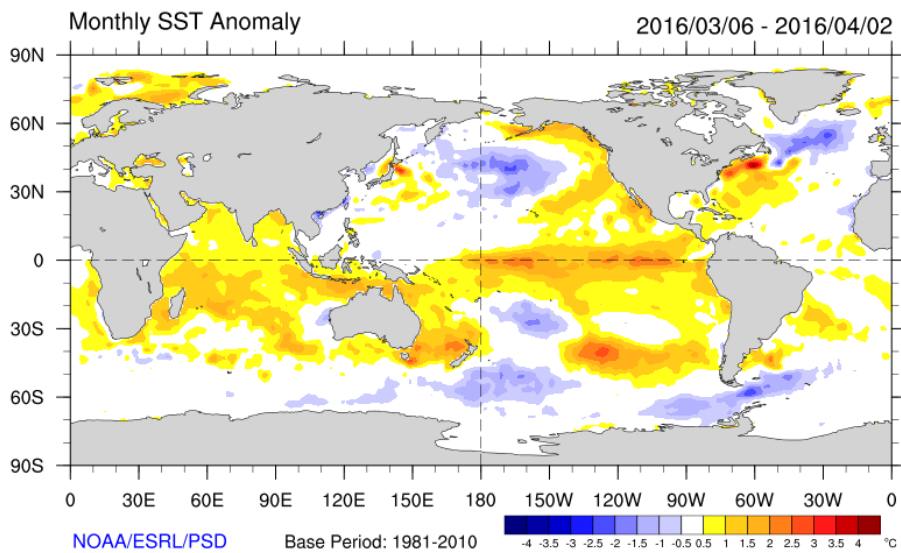 Monthly SST Anomaly 2016/03/06 - 2016/04/02
90N
60N
30N
0
30S
60S
90S
0 30E 60E 90E 120E 150E 180 150W 120W 90W 60W 30W 0
NOAA/ESRL/PSD Base Period: 1981-2010
-4 -3.5 -3 -2.5 -2 -1.5 -1 -0.5 0.5 1 1.5 2 2.5 3 3.5 4 °C